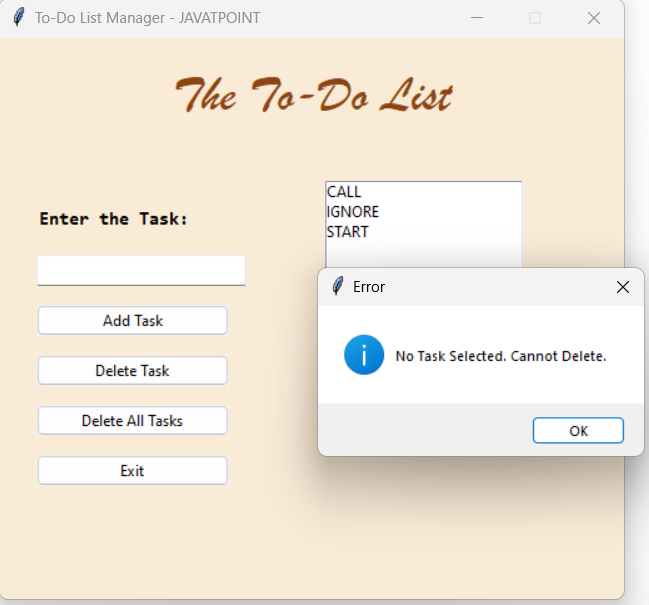 To-Do List Manager - JAVATPOINT
The To-Do List
Enter the Task:
CALL
IGNORE
START
Error
No Task Selected. Cannot Delete.
OK
Add Task
Delete Task
Delete All Tasks
Exit